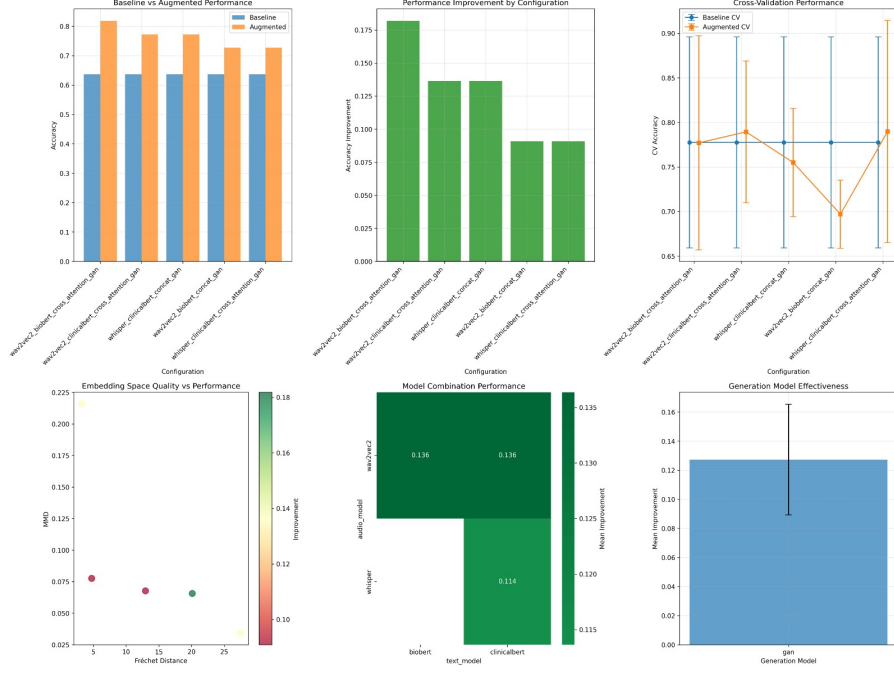 Baseline vs Augmented Performance
Baseline
Augmented
Accuracy
0.8
0.7
0.6
0.5
0.4
0.3
0.2
0.1
0.0
wav2vec2_biobert_cross_attention_gan
wav2vec2_clinicalbert_cross_attention_gan
whisper_clinicalbert_concat_gan
wav2vec2_biobert_concat_gan
whisper_clinicalbert_cross_attention_gan
Configuration
Performance Improvement by Configuration
Accuracy Improvement
0.175
0.150
0.125
0.100
0.075
0.050
0.025
0.000
wav2vec2_biobert_cross_attention_gan
wav2vec2_clinicalbert_cross_attention_gan
whisper_clinicalbert_concat_gan
wav2vec2_biobert_concat_gan
whisper_clinicalbert_cross_attention_gan
Configuration
Cross-Validation Performance
Baseline CV
Augmented CV
CV Accuracy
0.90
0.85
0.80
0.75
0.70
0.65
wav2vec2_biobert_cross_attention_gan
wav2vec2_clinicalbert_cross_attention_gan
whisper_clinicalbert_concat_gan
wav2vec2_biobert_concat_gan
whisper_clinicalbert_cross_attention_gan
Configuration
Embedding Space Quality vs Performance
MMD
0.225
0.200
0.175
0.150
0.125
0.100
0.075
0.050
0.025
5
10
15
20
25
Fréchet Distance
0.18
0.16
0.14
0.12
0.10
Improvement
Model Combination Performance
audio_model
wav2vec2
whisper
0.136
0.136
0.114
biobert
clinicalbert
text_model
0.135
0.130
0.125
0.120
0.115
Mean Improvement
Generation Model Effectiveness
Mean Improvement
0.16
0.14
0.12
0.10
0.08
0.06
0.04
0.02
0.00
gan
Generation Model